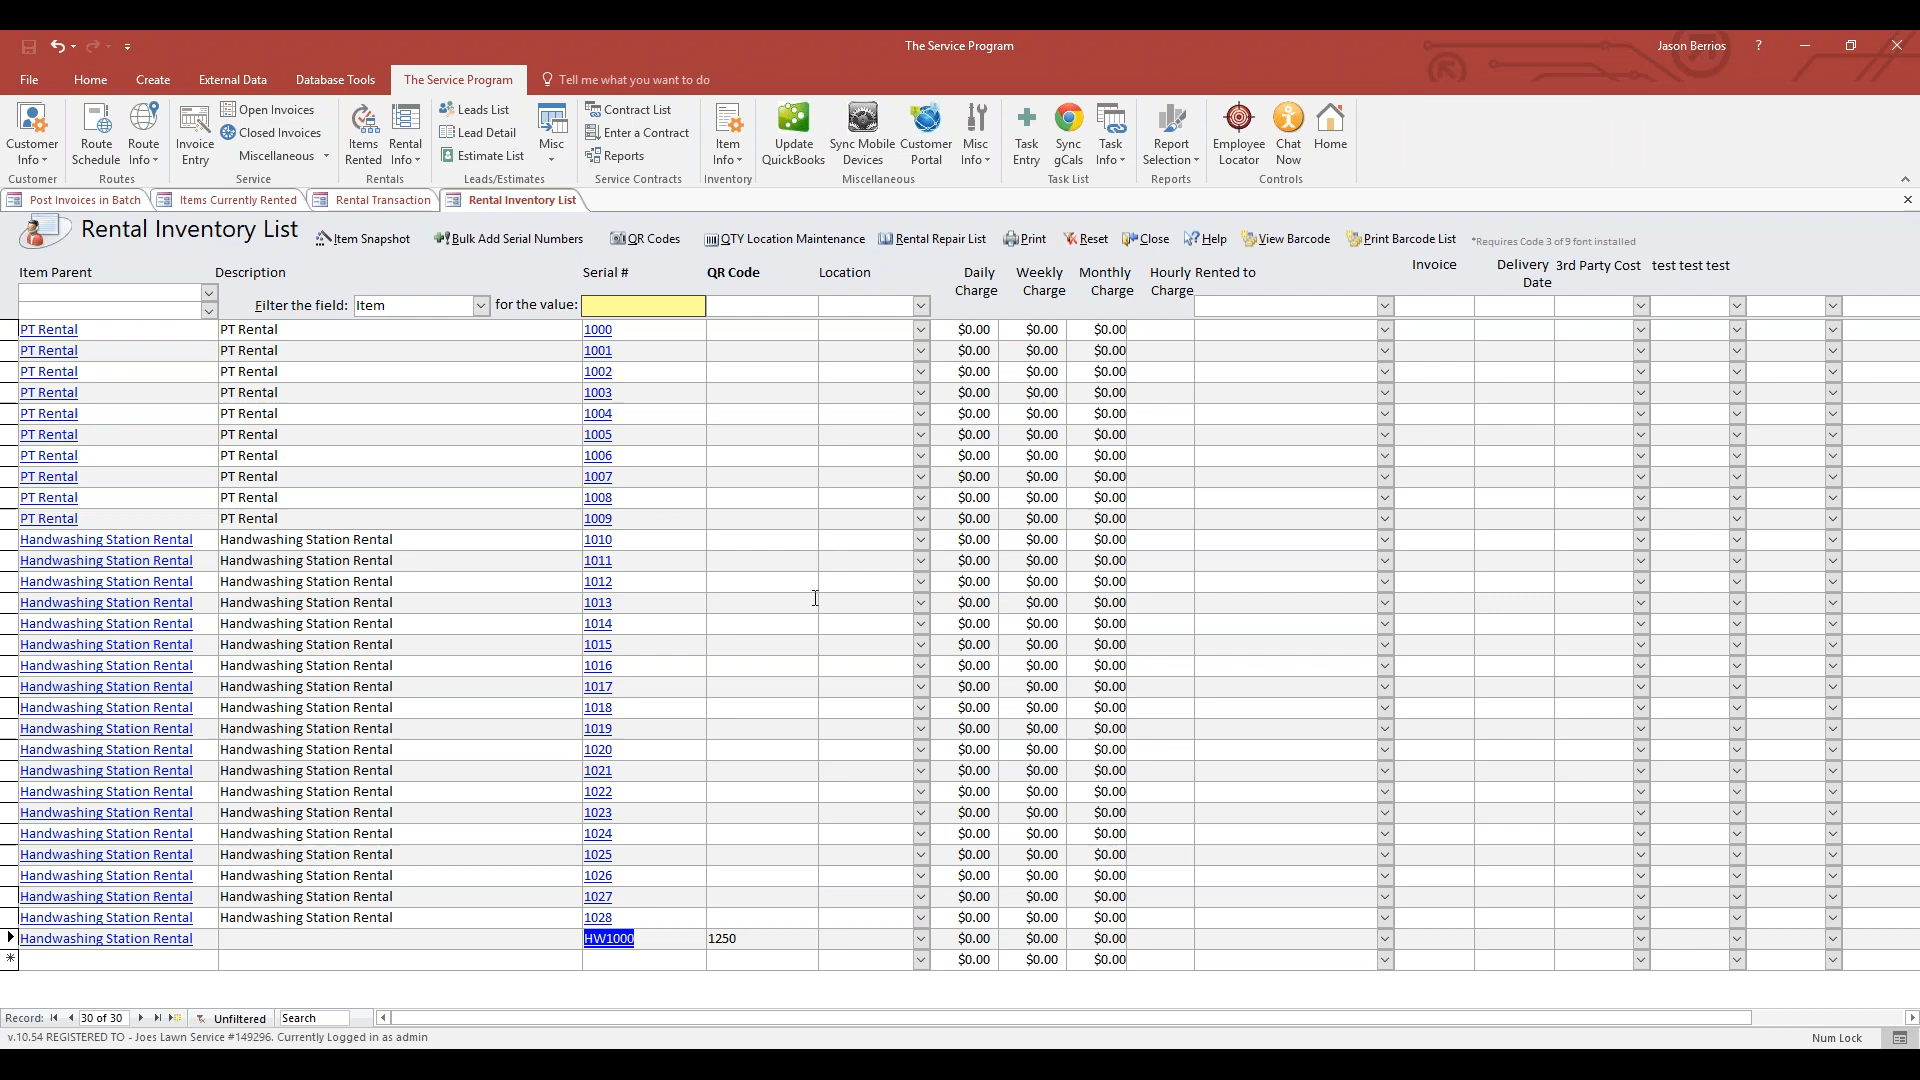 The Service Program
Jason Berrios
?
File Home Create External Data Database Tools The Service Program Tell me what you want to do
Customer Info
Customer
Route Schedule
Route Info
Routes
Invoice Entry
Open Invoices
Closed Invoices
Miscellaneous
Service
Items Rented
Rental Info
Rentals
Leads List
Lead Detail
Estimate List
Misc
Leads/Estimates
Contract List
Enter a Contract
Reports
Service Contracts
Item Info
Inventory
Update QuickBooks
Sync Mobile Devices
Customer Portal
Misc Info
Miscellaneous
Task Entry
Sync gCals
Task Info
Task List
Report Selection
Reports
Employee Locator
Chat Now
Home
Controls
Post Invoices in Batch Items Currently Rented Rental Transaction Rental Inventory List
Rental Inventory List Item Snapshot Bulk Add Serial Numbers QR Codes QTY Location Maintenance Rental Repair List Print Reset Close Help View Barcode Print Barcode List *Requires Code 3 of 9 font installed
Item Parent Description Serial # QR Code Location Daily Charge Weekly Charge Monthly Charge Hourly Charge Rented to Invoice Delivery Date 3rd Party Cost test test test
Filter the field: Item for the value:
PT Rental PT Rental 1000 $0.00 $0.00 $0.00
PT Rental PT Rental 1001 $0.00 $0.00 $0.00
PT Rental PT Rental 1002 $0.00 $0.00 $0.00
PT Rental PT Rental 1003 $0.00 $0.00 $0.00
PT Rental PT Rental 1004 $0.00 $0.00 $0.00
PT Rental PT Rental 1005 $0.00 $0.00 $0.00
PT Rental PT Rental 1006 $0.00 $0.00 $0.00
PT Rental PT Rental 1007 $0.00 $0.00 $0.00
PT Rental PT Rental 1008 $0.00 $0.00 $0.00
PT Rental PT Rental 1009 $0.00 $0.00 $0.00
Handwashing Station Rental Handwashing Station Rental 1010 $0.00 $0.00 $0.00
Handwashing Station Rental Handwashing Station Rental 1011 $0.00 $0.00 $0.00
Handwashing Station Rental Handwashing Station Rental 1012 $0.00 $0.00 $0.00
Handwashing Station Rental Handwashing Station Rental 1013 $0.00 $0.00 $0.00
Handwashing Station Rental Handwashing Station Rental 1014 $0.00 $0.00 $0.00
Handwashing Station Rental Handwashing Station Rental 1015 $0.00 $0.00 $0.00
Handwashing Station Rental Handwashing Station Rental 1016 $0.00 $0.00 $0.00
Handwashing Station Rental Handwashing Station Rental 1017 $0.00 $0.00 $0.00
Handwashing Station Rental Handwashing Station Rental 1018 $0.00 $0.00 $0.00
Handwashing Station Rental Handwashing Station Rental 1019 $0.00 $0.00 $0.00
Handwashing Station Rental Handwashing Station Rental 1020 $0.00 $0.00 $0.00
Handwashing Station Rental Handwashing Station Rental 1021 $0.00 $0.00 $0.00
Handwashing Station Rental Handwashing Station Rental 1022 $0.00 $0.00 $0.00
Handwashing Station Rental Handwashing Station Rental 1023 $0.00 $0.00 $0.00
Handwashing Station Rental Handwashing Station Rental 1024 $0.00 $0.00 $0.00
Handwashing Station Rental Handwashing Station Rental 1025 $0.00 $0.00 $0.00
Handwashing Station Rental Handwashing Station Rental 1026 $0.00 $0.00 $0.00
Handwashing Station Rental Handwashing Station Rental 1027 $0.00 $0.00 $0.00
Handwashing Station Rental Handwashing Station Rental 1028 $0.00 $0.00 $0.00
Handwashing Station Rental HW1000 1250 $0.00 $0.00 $0.00
$0.00 $0.00 $0.00
Record: 30 of 30 Unfiltered Search
v.10.54 REGISTERED TO - Joes Lawn Service #149296. Currently Logged in as admin
Num Lock